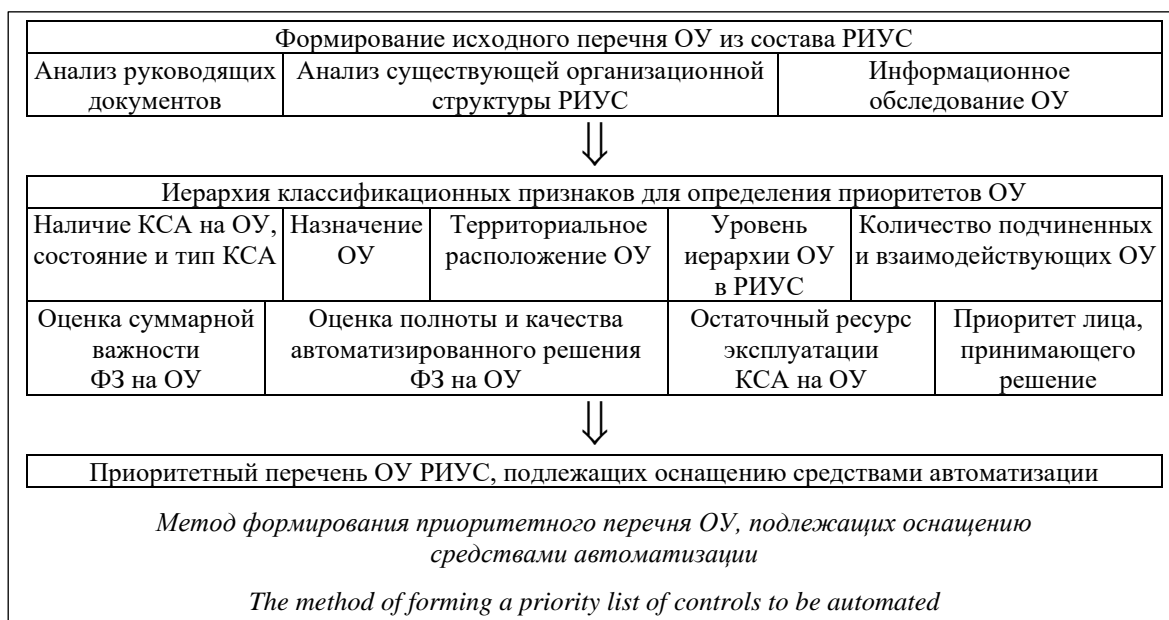 Формирование исходного перечня ОУ из состава РИУС
Анализ руководящих
документов
Анализ существующей организационной
структуры РИУС
Информационное
обследование ОУ
Иерархия классификационных признаков для определения приоритетов ОУ
Наличие КСА на ОУ,
состояние и тип КСА
Назначение
ОУ
Территориальное
расположение ОУ
Уровень
иерархии ОУ
в РИУС
Количество подчиненных
и взаимодействующих ОУ
Оценка суммарной
важности
ФЗ на ОУ
Оценка полноты и качества
автоматизированного решения
ФЗ на ОУ
Остаточный ресурс
эксплуатации
КСА на ОУ
Приоритет лица,
принимающего
решение
Приоритетный перечень ОУ РИУС, подлежащих оснащению средствами автоматизации
Метод формирования приоритетного перечня ОУ, подлежащих оснащению
средствами автоматизации
The method of forming a priority list of controls to be automated